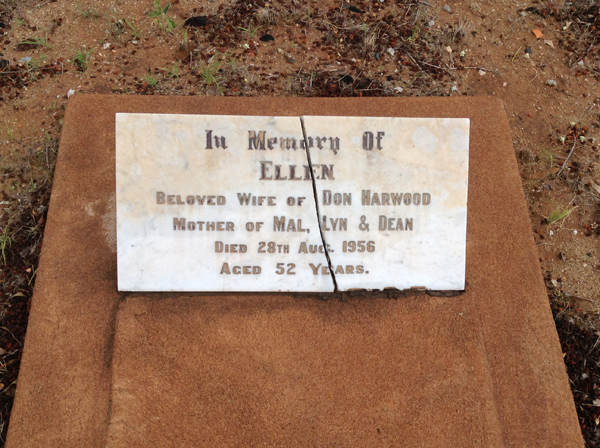 In Memory Of
ELLEN
BELOVED WIFE OF DON HARWOOD
MOTHER OF MAL, LYN & DEAN
DIED 28TH AUG. 1956
AGED 52 YEARS.